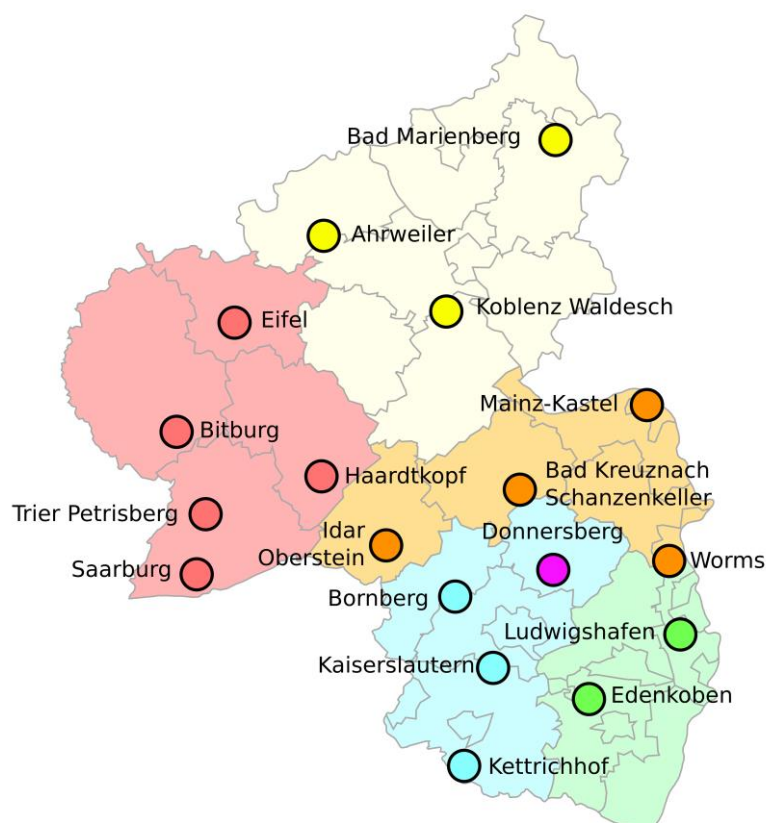 Bad Marienberg
Ahrweiler
Koblenz Waldesch
Eifel
Mainz-Kastel
Bitburg
Haardtkopf
Bad Kreuznach
Schanzenkeller
Trier Petrisberg
Idar
Oberstein
Donnersberg
Saarburg
Worms
Bornberg
Ludwigshafen
Kaiserslautern
Edenkoben
Kettrichhof